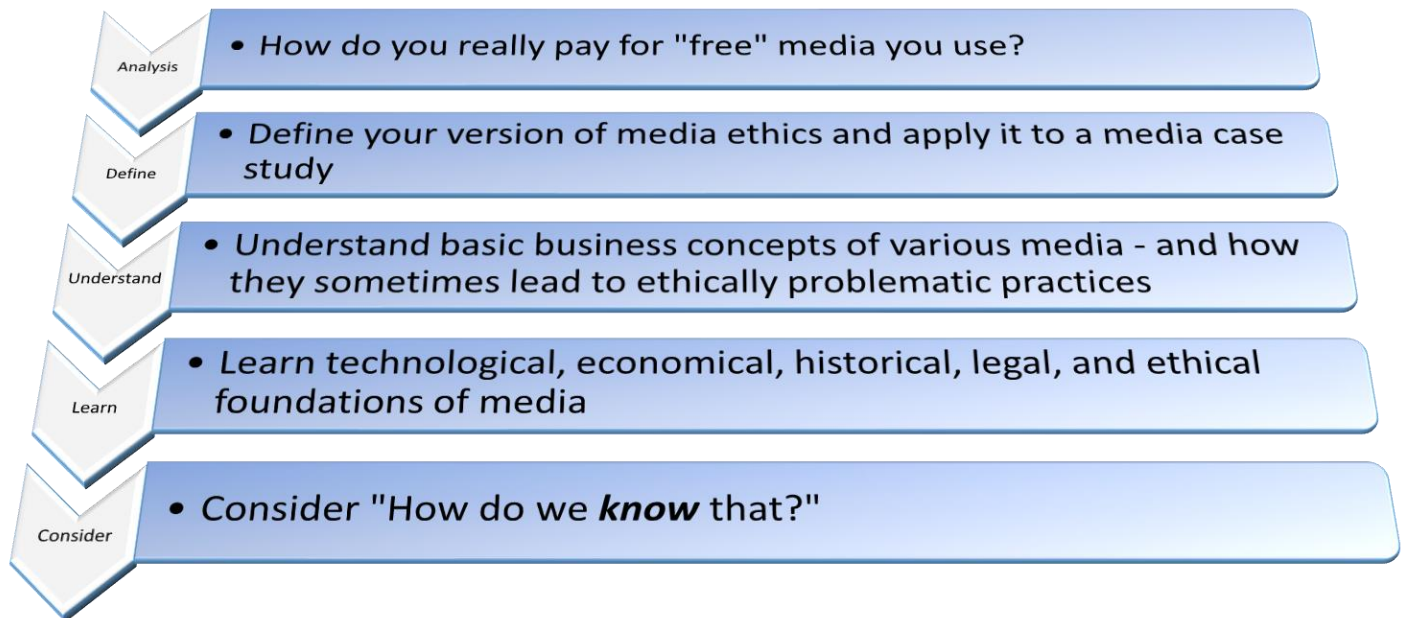 Analysis
• How do you really pay for "free" media you use?
Define
• Define your version of media ethics and apply it to a media case
study
Understand
• Understand basic business concepts of various media - and how
they sometimes lead to ethically problematic practices
Learn
• Learn technological, economical, historical, legal, and ethical
foundations of media
Consider
• Consider "How do we know that?"